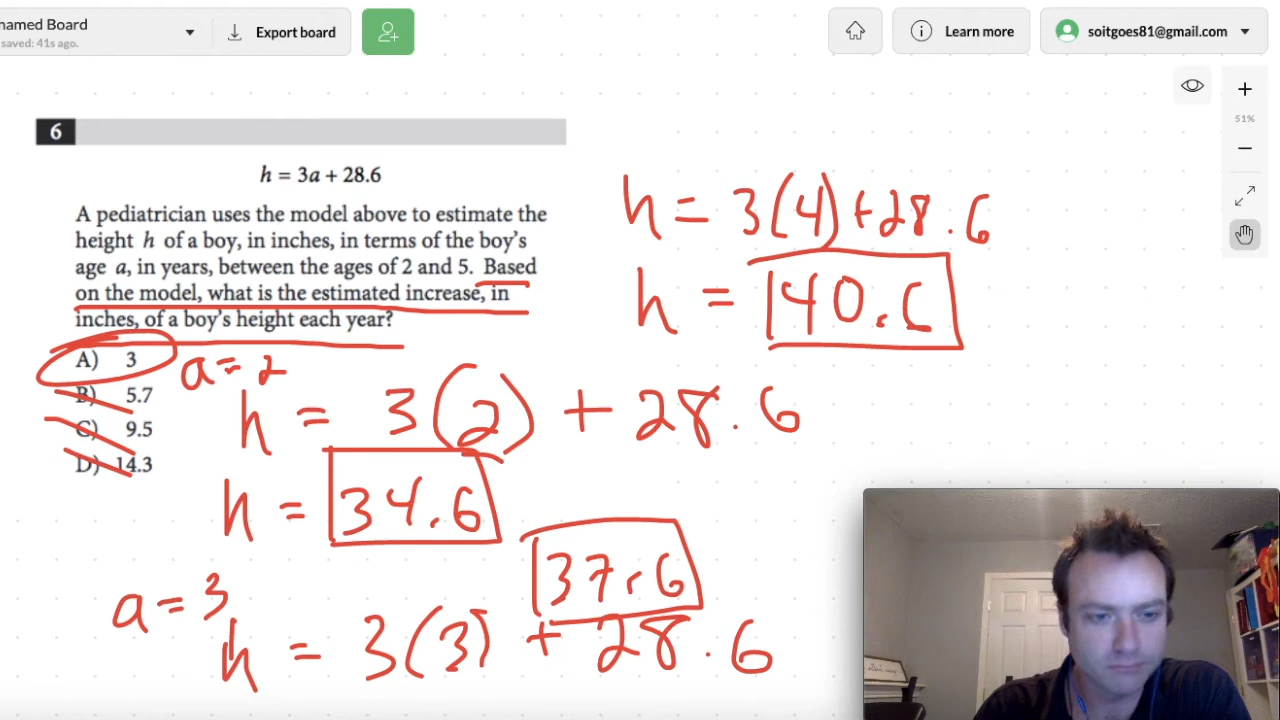 named Board
saved: 41s ago.
Export board
Learn more
soitgoes81@gmail.com
51%
6
h = 3a + 28.6
A pediatrician uses the model above to estimate the
height h of a boy, in inches, in terms of the boy's
age a, in years, between the ages of 2 and 5. Based
on the model, what is the estimated increase, in
inches, of a boy's height each year?
A) 3
B) 5.7
C) 9.5
D) 14.3
h = 3(4)+28.6
h = 40.6
a = 2
h = 3(2) + 28.6
h = 34.6
37.6
a = 3
h = 3(3) + 28.6